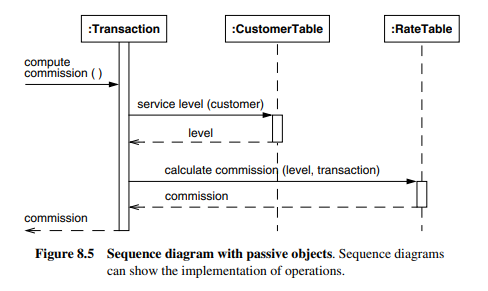 :Transaction
:CustomerTable
:RateTable
compute
commission ( )
service level (customer)
level
calculate commission (level, transaction)
commission
commission
Figure 8.5 Sequence diagram with passive objects. Sequence diagrams
can show the implementation of operations.